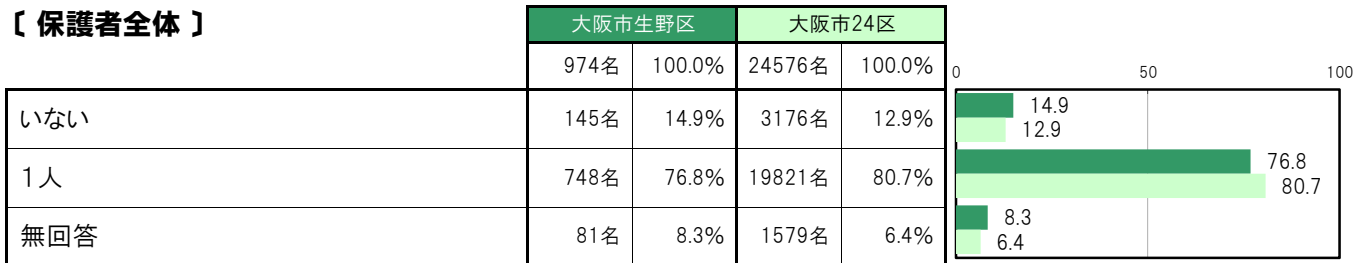 〔 保護者全体 〕
大阪市生野区 大阪市24区
974名 100.0% 24576名 100.0%
0 50 100
いない 145名 14.9% 3176名 12.9%
14.9
12.9
1人 748名 76.8% 19821名 80.7%
76.8
80.7
無回答 81名 8.3% 1579名 6.4%
8.3
6.4